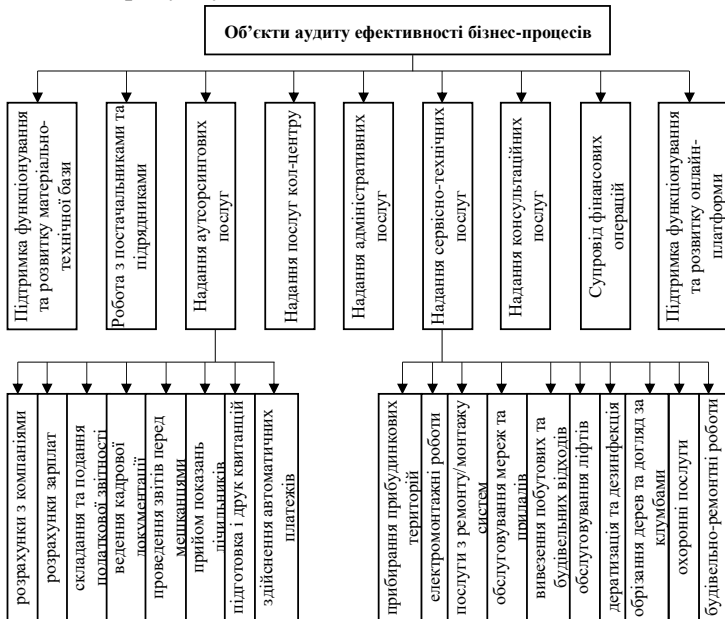 Об’єкти аудиту ефективності бізнес-процесів
Підтримка функціонування
та розвитку матеріально-
технічної бази
Робота з постачальниками та
підрядниками
Надання аутсорсингових
послуг
Надання послуг кол-центру
Надання адміністративних
послуг
Надання сервісно-технічних
послуг
Надання консультаційних
послуг
Супровід фінансових
операцій
Підтримка функціонування
та розвитку онлайн-
платформи
розрахунки з компаніями
розрахунки зарплат
складання та подання
податкової звітності
ведення кадрової
документації
проведення звітів перед
мешканцями
прийом показань
лічильників
підготовка і друк квитанцій
здійснення автоматичних
платежів
прибирання прибудинкових
територій
електромонтажні роботи
послуги з ремонту/монтажу
систем
обслуговування мереж та
приладів
вивезення побутових та
будівельних відходів
обслуговування ліфтів
дератизація та дезинфекція
обрізання дерев та догляд за
клумбами
охоронні послуги
будівельно-ремонтні роботи